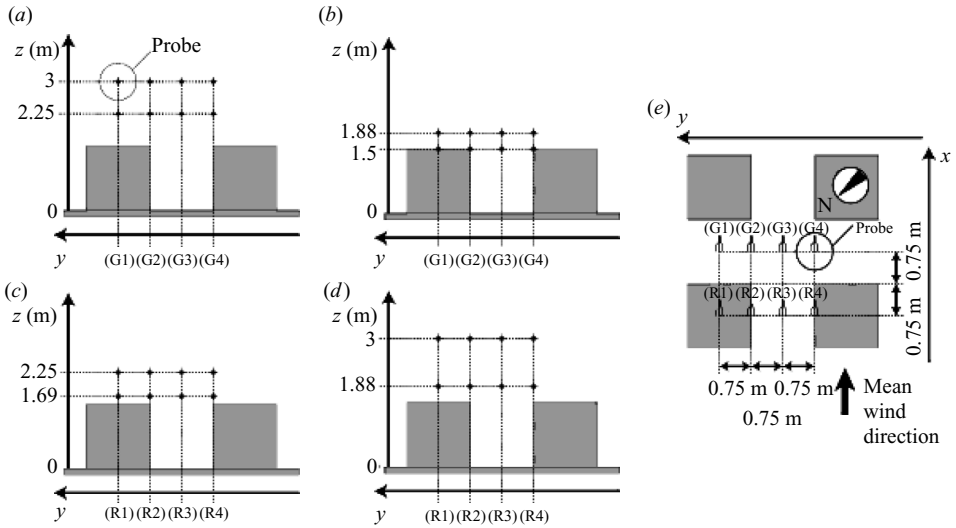 (a)
z (m)
Probe
3
2.25
0
y
(G1) (G2) (G3) (G4)
(b)
z (m)
1.88
1.5
0
y
(G1) (G2) (G3) (G4)
(c)
z (m)
2.25
1.69
0
y
(R1) (R2) (R3) (R4)
(d)
z (m)
3
1.88
0
y
(R1) (R2) (R3) (R4)
(e)
y
x
N
(G1) (G2) (G3) (G4)
Probe
0.75 m
(R1) (R2) (R3) (R4)
0.75 m
0.75 m 0.75 m
0.75 m
Mean
wind
direction